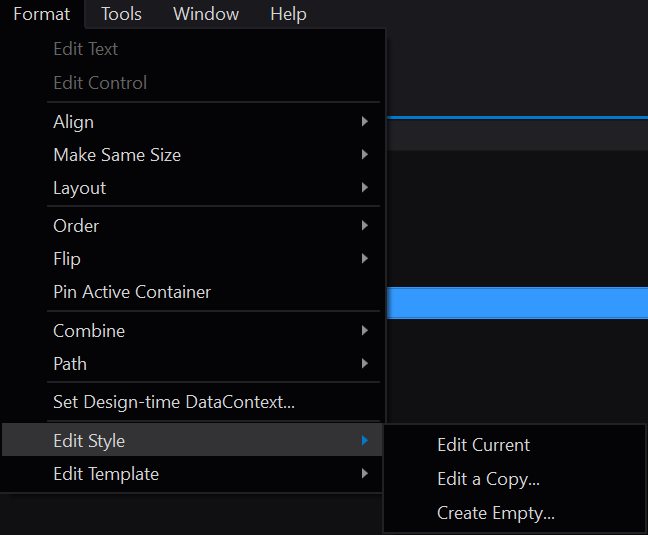 Format Tools Window Help
Edit Text
Edit Control
Align
Make Same Size
Layout
Order
Flip
Pin Active Container
Combine
Path
Set Design-time DataContext...
Edit Style
Edit Template
Edit Current
Edit a Copy...
Create Empty...